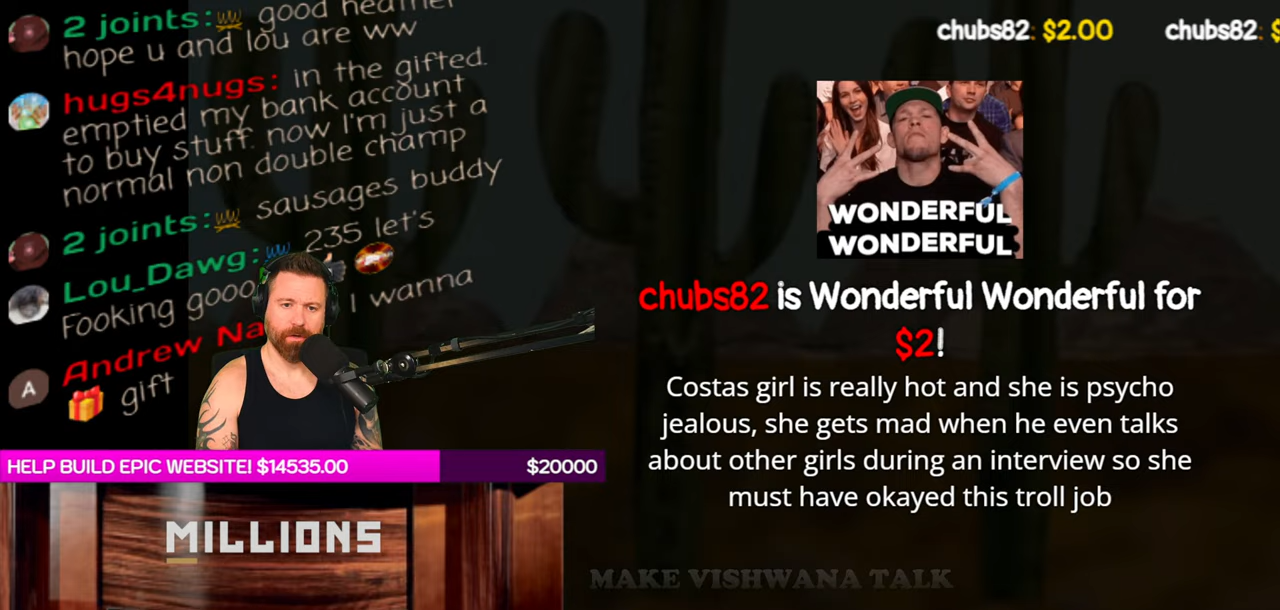 2 joints: good
hope u and lou are ww
hugs4nugs: in the gifted.
emptied my bank account
to buy stuff. now I'm just a
normal non double champ
2 joints: sausages buddy
Lou_Dawg: 235 let's
Fooking gooo
Andrew Na I wanna
A
gift
HELP BUILD EPIC WEBSITE! $14535.00 $20000
MILLIONS
chubs82: $2.00 chubs82: $
WONDERFUL
WONDERFUL
chubs82 is Wonderful Wonderful for
$2!
Costas girl is really hot and she is psycho
jealous, she gets mad when he even talks
about other girls during an interview so she
must have okayed this troll job
MAKE VISHWANA TALK